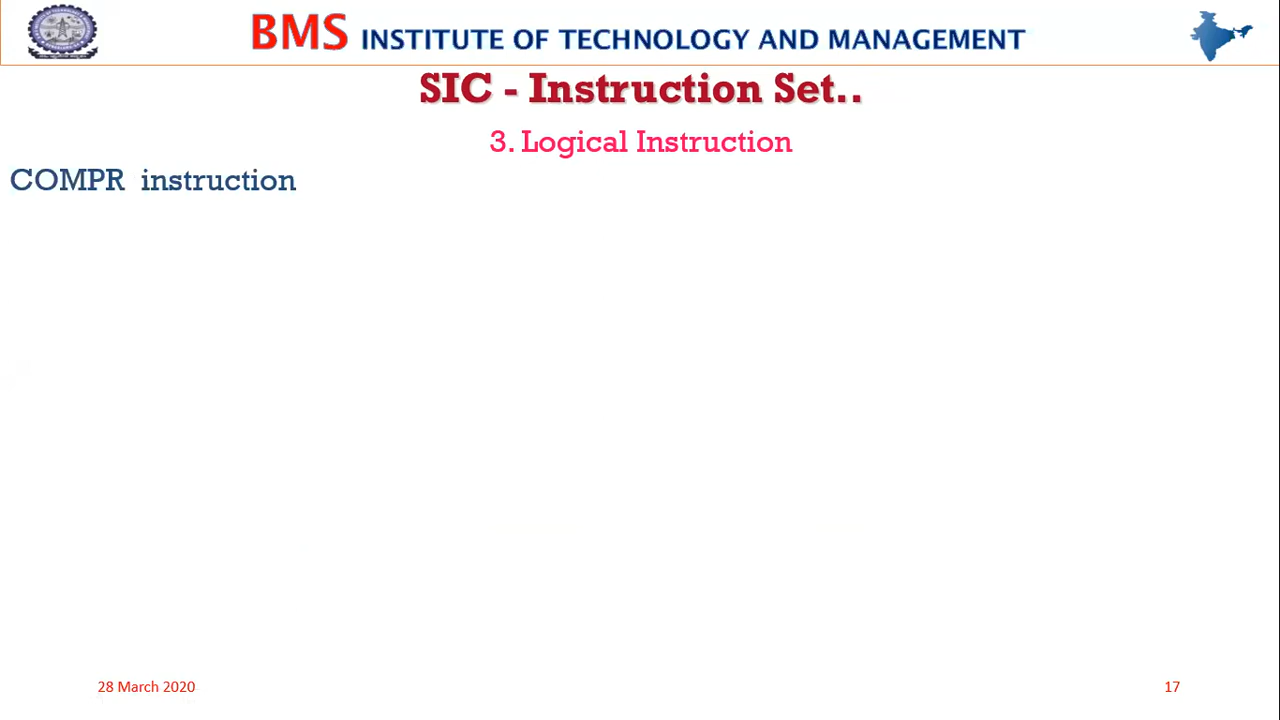 BMS INSTITUTE OF TECHNOLOGY AND MANAGEMENT
SIC - Instruction Set..
3. Logical Instruction
COMPR instruction
28 March 2020
17